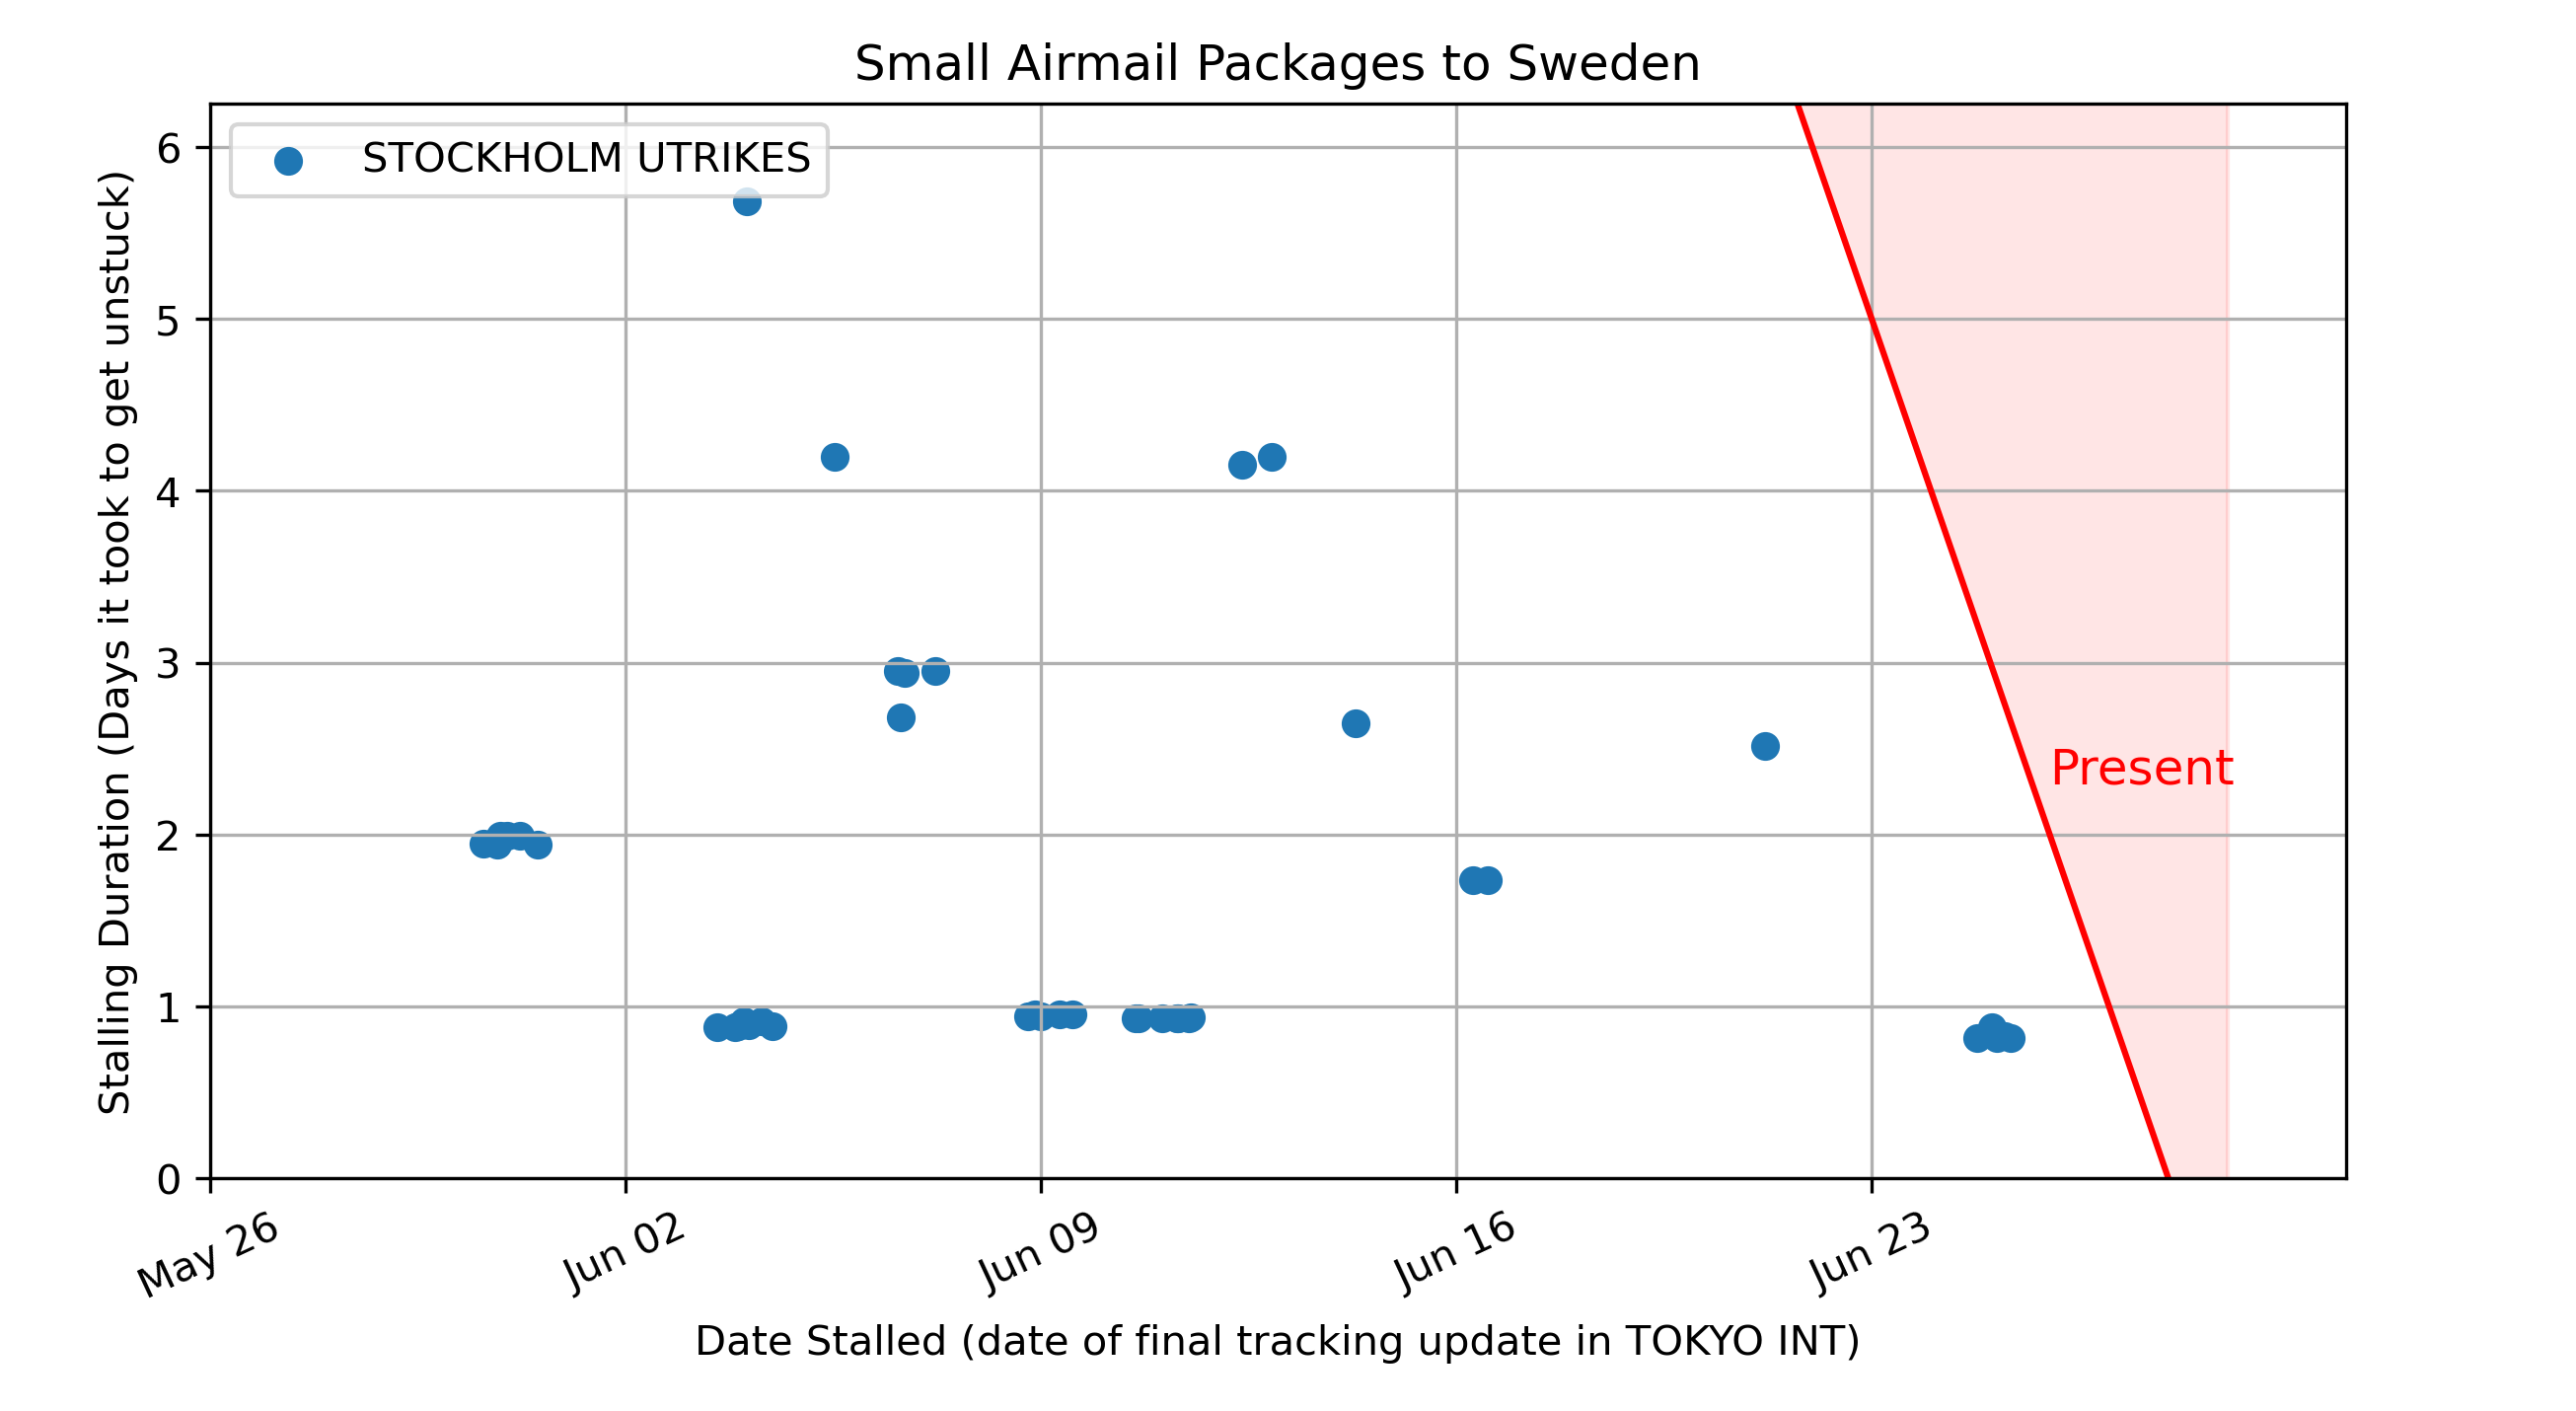 Small Airmail Packages to Sweden
STOCKHOLM UTRIKES
Stalling Duration (Days it took to get unstuck)
6
5
4
3
2
1
0
Present
May 26
Jun 02
Jun 09
Jun 16
Jun 23
Date Stalled (date of final tracking update in TOKYO INT)